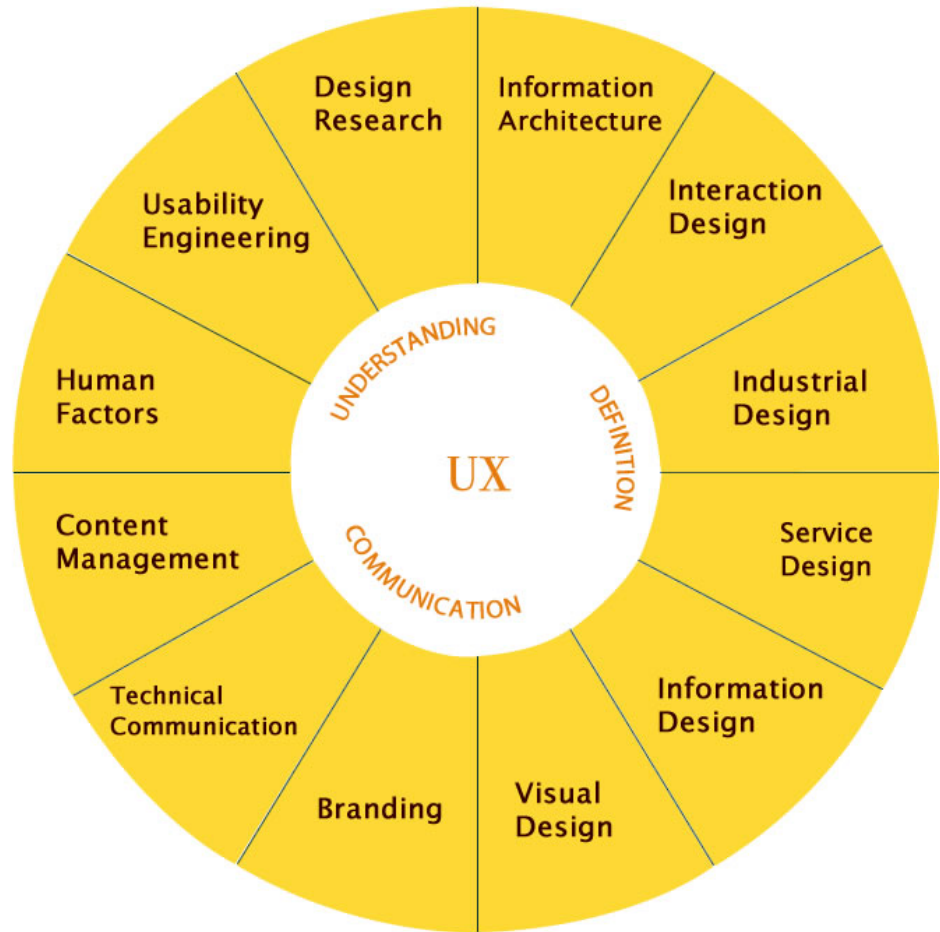 Design
Research
Information
Architecture
Interaction
Design
Industrial
Design
Service
Design
Information
Design
Visual
Design
Branding
Technical
Communication
Content
Management
Human
Factors
Usability
Engineering
UNDERSTANDING
DEFINITION
COMMUNICATION
UX